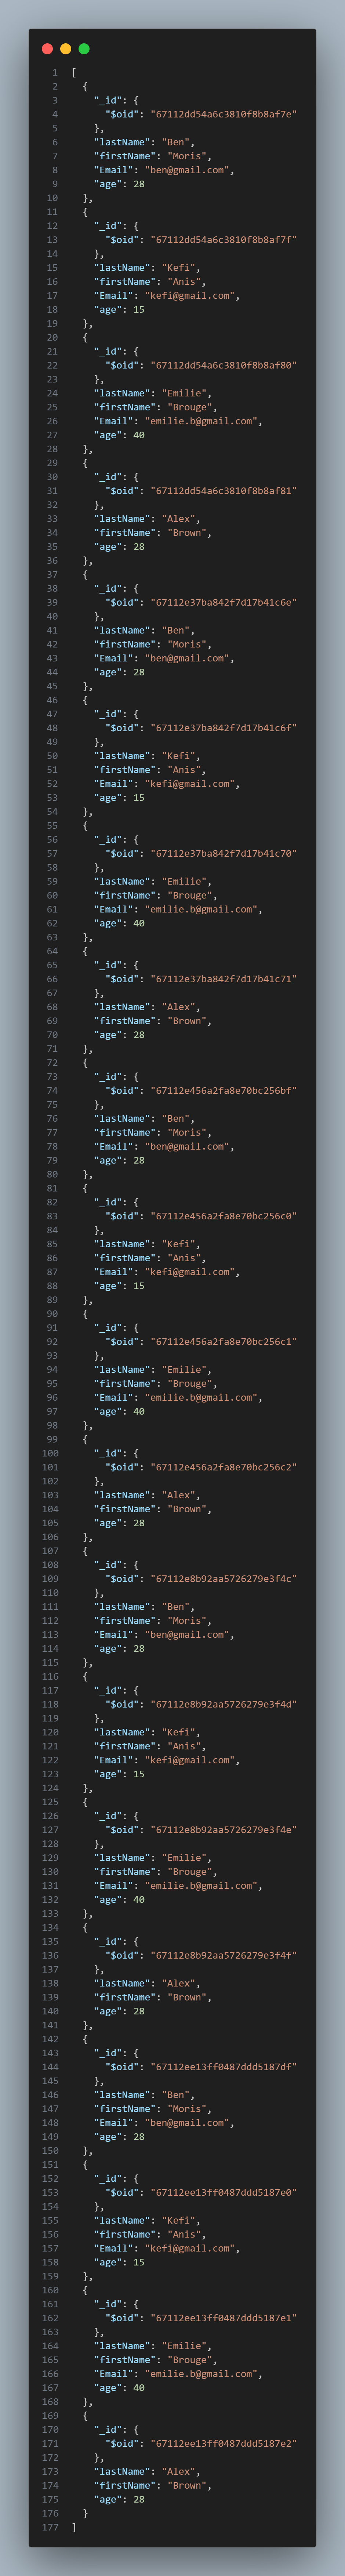 1 [
2   {
3     "_id": {
4       "$oid": "67112dd54a6c3810f8b8af7e"
5     },
6     "lastName": "Ben",
7     "firstName": "Moris",
8     "Email": "ben@gmail.com",
9     "age": 28
10   },
11   {
12     "_id": {
13       "$oid": "67112dd54a6c3810f8b8af7f"
14     },
15     "lastName": "Kefi",
16     "firstName": "Anis",
17     "Email": "kefi@gmail.com",
18     "age": 15
19   },
20   {
21     "_id": {
22       "$oid": "67112dd54a6c3810f8b8af80"
23     },
24     "lastName": "Emilie",
25     "firstName": "Brouge",
26     "Email": "emilie.b@gmail.com",
27     "age": 40
28   },
29   {
30     "_id": {
31       "$oid": "67112dd54a6c3810f8b8af81"
32     },
33     "lastName": "Alex",
34     "firstName": "Brown",
35     "age": 28
36   },
37   {
38     "_id": {
39       "$oid": "67112e37ba842f7d17b41c6e"
40     },
41     "lastName": "Ben",
42     "firstName": "Moris",
43     "Email": "ben@gmail.com",
44     "age": 28
45   },
46   {
47     "_id": {
48       "$oid": "67112e37ba842f7d17b41c6f"
49     },
50     "lastName": "Kefi",
51     "firstName": "Anis",
52     "Email": "kefi@gmail.com",
53     "age": 15
54   },
55   {
56     "_id": {
57       "$oid": "67112e37ba842f7d17b41c70"
58     },
59     "lastName": "Emilie",
60     "firstName": "Brouge",
61     "Email": "emilie.b@gmail.com",
62     "age": 40
63   },
64   {
65     "_id": {
66       "$oid": "67112e37ba842f7d17b41c71"
67     },
68     "lastName": "Alex",
69     "firstName": "Brown",
70     "age": 28
71   },
72   {
73     "_id": {
74       "$oid": "67112e456a2fa8e70bc256bf"
75     },
76     "lastName": "Ben",
77     "firstName": "Moris",
78     "Email": "ben@gmail.com",
79     "age": 28
80   },
81   {
82     "_id": {
83       "$oid": "67112e456a2fa8e70bc256c0"
84     },
85     "lastName": "Kefi",
86     "firstName": "Anis",
87     "Email": "kefi@gmail.com",
88     "age": 15
89   },
90   {
91     "_id": {
92       "$oid": "67112e456a2fa8e70bc256c1"
93     },
94     "lastName": "Emilie",
95     "firstName": "Brouge",
96     "Email": "emilie.b@gmail.com",
97     "age": 40
98   },
99   {
100     "_id": {
101       "$oid": "67112e456a2fa8e70bc256c2"
102     },
103     "lastName": "Alex",
104     "firstName": "Brown",
105     "age": 28
106   },
107   {
108     "_id": {
109       "$oid": "67112e8b92aa5726279e3f4c"
110     },
111     "lastName": "Ben",
112     "firstName": "Moris",
113     "Email": "ben@gmail.com",
114     "age": 28
115   },
116   {
117     "_id": {
118       "$oid": "67112e8b92aa5726279e3f4d"
119     },
120     "lastName": "Kefi",
121     "firstName": "Anis",
122     "Email": "kefi@gmail.com",
123     "age": 15
124   },
125   {
126     "_id": {
127       "$oid": "67112e8b92aa5726279e3f4e"
128     },
129     "lastName": "Emilie",
130     "firstName": "Brouge",
131     "Email": "emilie.b@gmail.com",
132     "age": 40
133   },
134   {
135     "_id": {
136       "$oid": "67112e8b92aa5726279e3f4f"
137     },
138     "lastName": "Alex",
139     "firstName": "Brown",
140     "age": 28
141   },
142   {
143     "_id": {
144       "$oid": "67112ee13ff0487ddd5187df"
145     },
146     "lastName": "Ben",
147     "firstName": "Moris",
148     "Email": "ben@gmail.com",
149     "age": 28
150   },
151   {
152     "_id": {
153       "$oid": "67112ee13ff0487ddd5187e0"
154     },
155     "lastName": "Kefi",
156     "firstName": "Anis",
157     "Email": "kefi@gmail.com",
158     "age": 15
159   },
160   {
161     "_id": {
162       "$oid": "67112ee13ff0487ddd5187e1"
163     },
164     "lastName": "Emilie",
165     "firstName": "Brouge",
166     "Email": "emilie.b@gmail.com",
167     "age": 40
168   },
169   {
170     "_id": {
171       "$oid": "67112ee13ff0487ddd5187e2"
172     },
173     "lastName": "Alex",
174     "firstName": "Brown",
175     "age": 28
176   }
177 ]